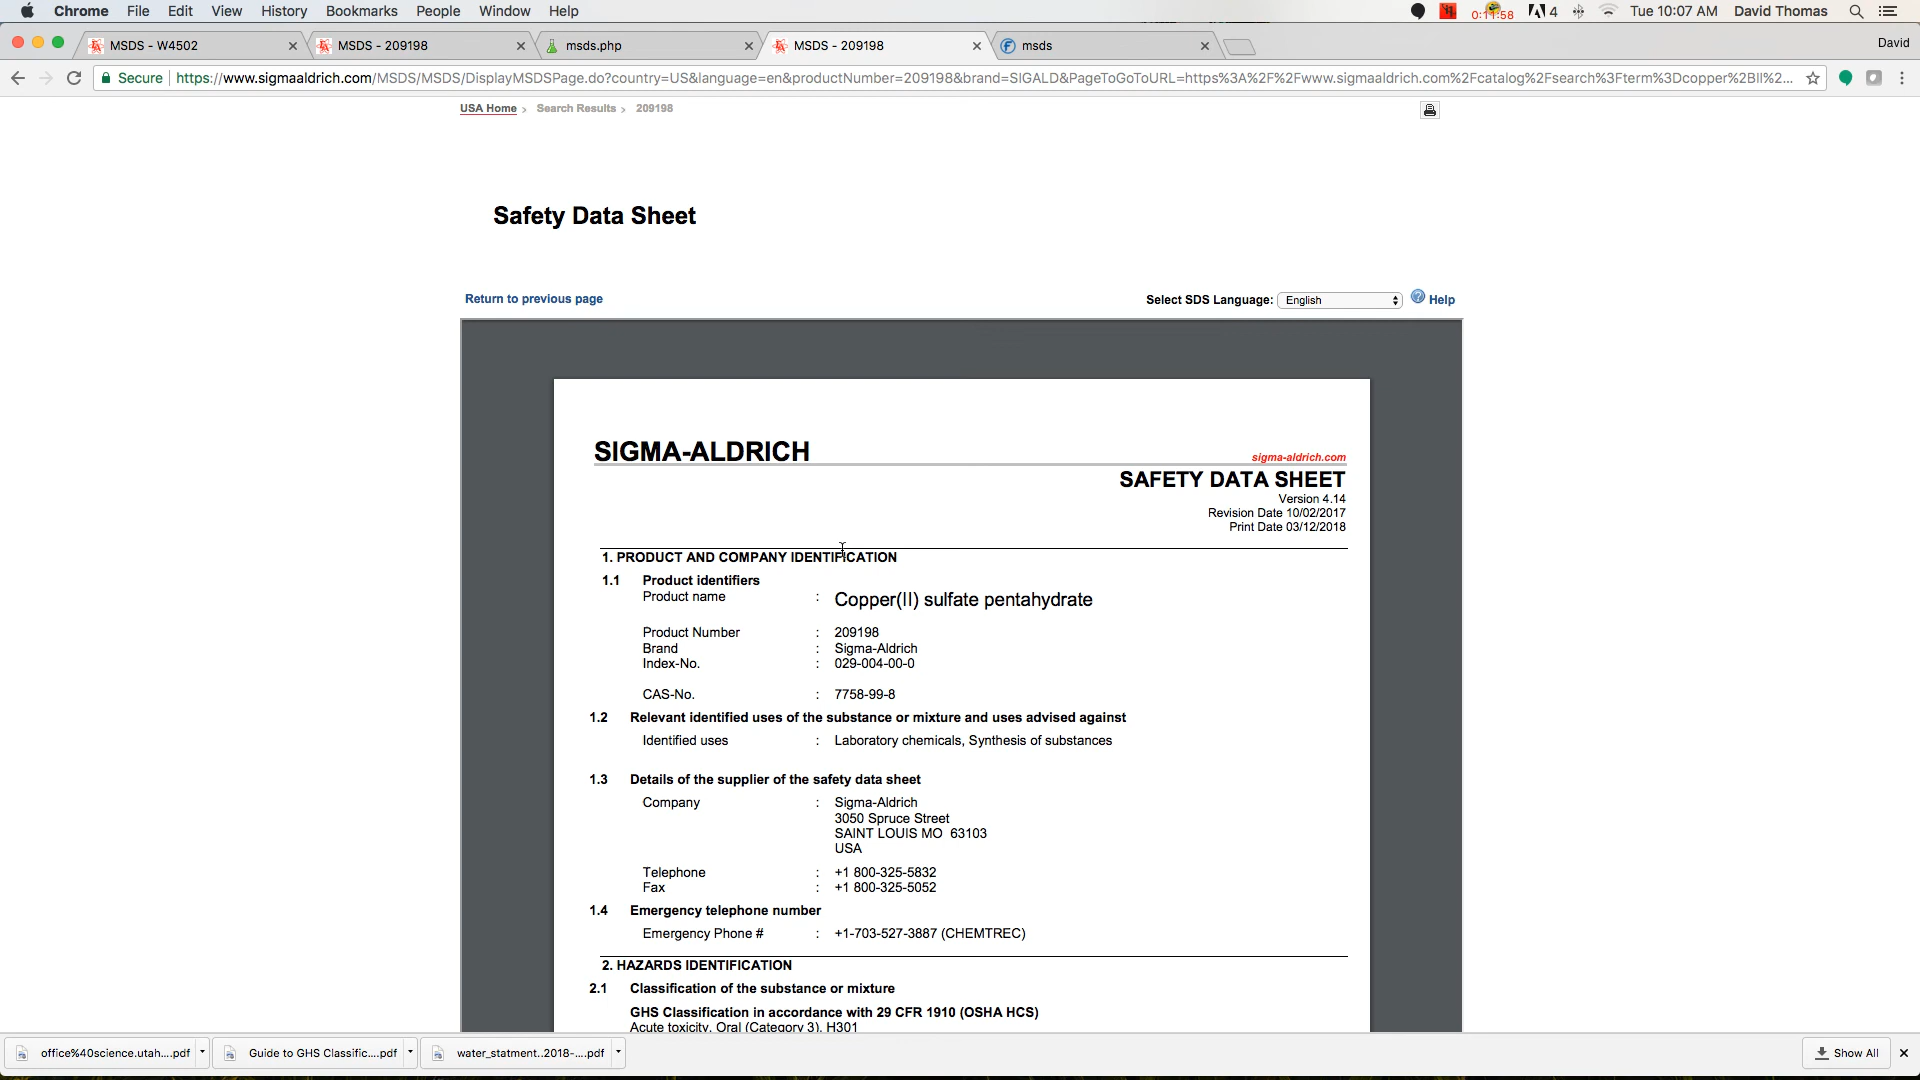 Chrome File Edit View History Bookmarks People Window Help 0:11:58 4 Tue 10:07 AM David Thomas
MSDS - W4502 MSDS - 209198 msds.php MSDS - 209198 msds David
Secure https://www.sigmaaldrich.com/MSDS/MSDS/DisplayMSDSPage.do?country=US&language=en&productNumber=209198&brand=SIGALD&PageToGoToURL=https%3A%2F%2Fwww.sigmaaldrich.com%2Fcatalog%2Fsearch%3Fterm%3Dcopper%2BII%2...
USA Home > Search Results > 209198
Safety Data Sheet
Return to previous page Select SDS Language: English Help
SIGMA-ALDRICH
sigma-aldrich.com
SAFETY DATA SHEET
Version 4.14
Revision Date 10/02/2017
Print Date 03/12/2018
1. PRODUCT AND COMPANY IDENTIFICATION
1.1 Product identifiers
Product name : Copper(II) sulfate pentahydrate
Product Number : 209198
Brand : Sigma-Aldrich
Index-No. : 029-004-00-0
CAS-No. : 7758-99-8
1.2 Relevant identified uses of the substance or mixture and uses advised against
Identified uses : Laboratory chemicals, Synthesis of substances
1.3 Details of the supplier of the safety data sheet
Company : Sigma-Aldrich
3050 Spruce Street
SAINT LOUIS MO 63103
USA
Telephone : +1 800-325-5832
Fax : +1 800-325-5052
1.4 Emergency telephone number
Emergency Phone # : +1-703-527-3887 (CHEMTREC)
2. HAZARDS IDENTIFICATION
2.1 Classification of the substance or mixture
GHS Classification in accordance with 29 CFR 1910 (OSHA HCS)
Acute toxicity, Oral (Category 3), H301
office%40science.utah....pdf Guide to GHS Classific....pdf water_statment..2018-....pdf Show All